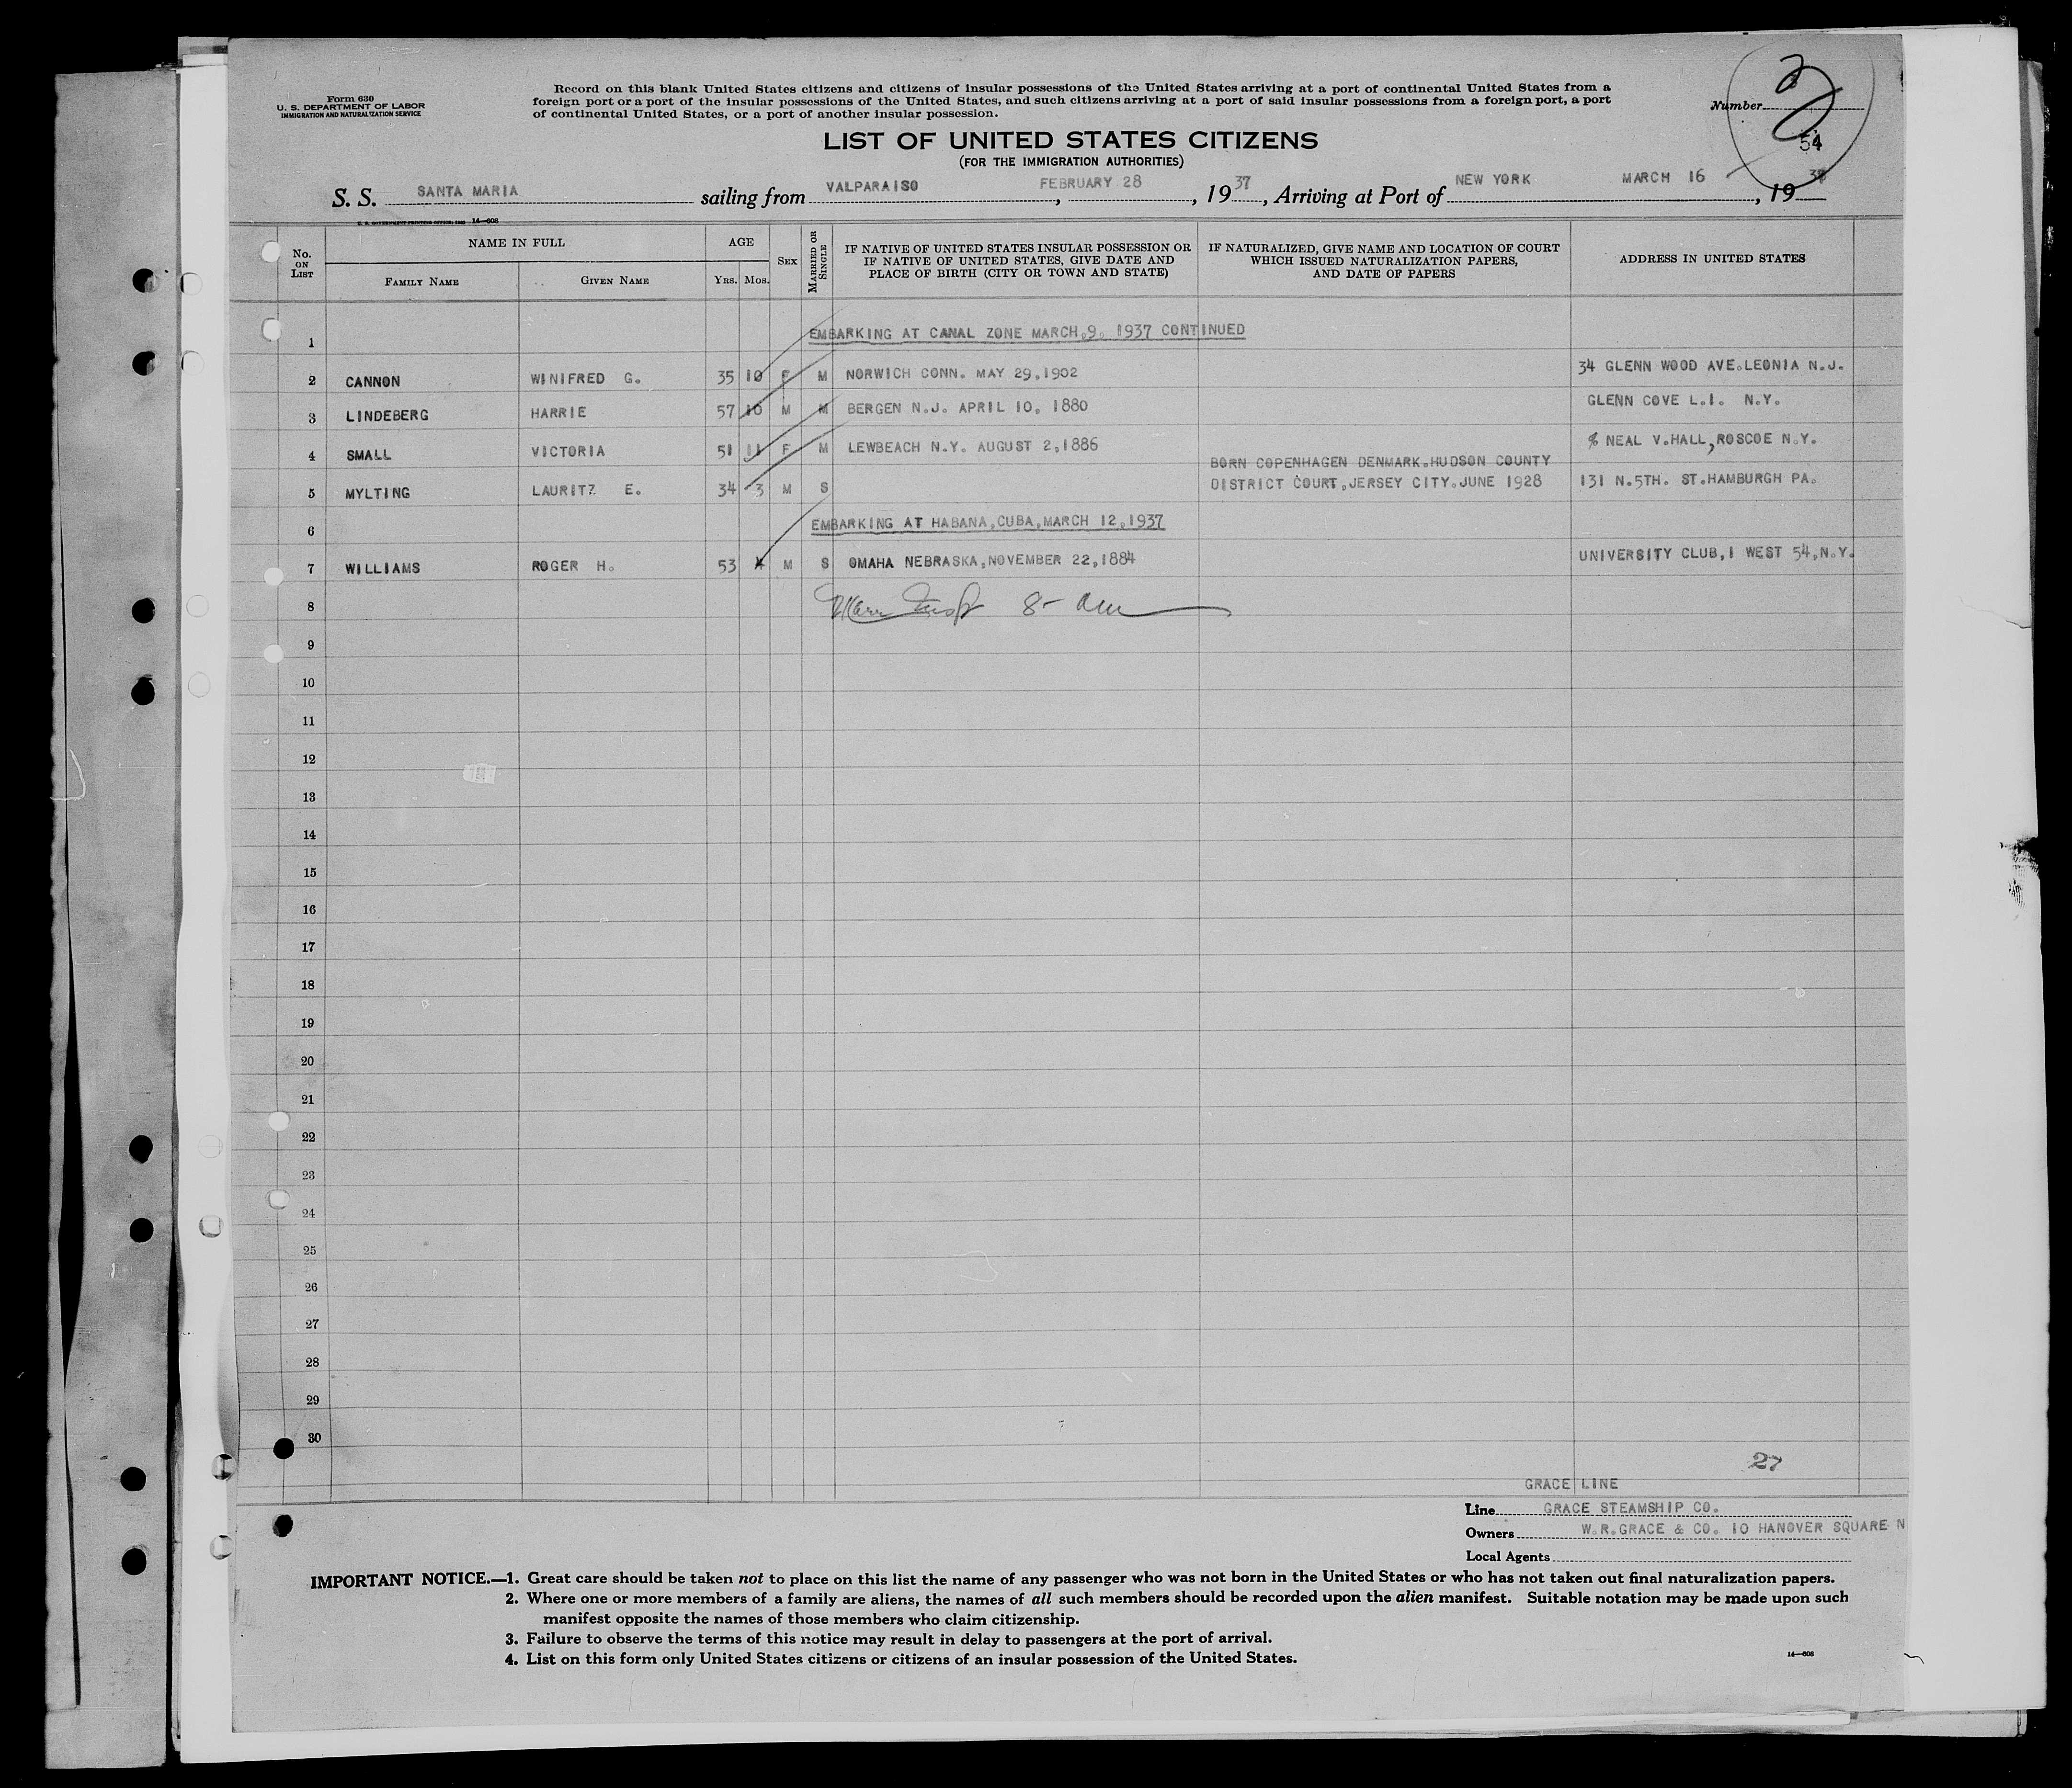 Form 630
U. S. DEPARTMENT OF LABOR
IMMIGRATION AND NATURALIZATION SERVICE
Record on this blank United States citizens and citizens of insular possessions of the United States arriving at a port of continental United States from a
foreign port or a port of the insular possessions of the United States, and such citizens arriving at a port of said insular possessions from a foreign port, a port
of continental United States, or a port of another insular possession.
Number 2
54
LIST OF UNITED STATES CITIZENS
(FOR THE IMMIGRATION AUTHORITIES)
S. S. SANTA MARIA sailing from VALPARAISO, FEBRUARY 28, 1937, Arriving at Port of NEW YORK MARCH 16, 19
14—608
No. ON LIST NAME IN FULL AGE SEX MARRIED OR SINGLE IF NATIVE OF UNITED STATES INSULAR POSSESSION OR IF NATIVE OF UNITED STATES, GIVE DATE AND PLACE OF BIRTH (CITY OR TOWN AND STATE) IF NATURALIZED, GIVE NAME AND LOCATION OF COURT WHICH ISSUED NATURALIZATION PAPERS, AND DATE OF PAPERS ADDRESS IN UNITED STATES
FAMILY NAME GIVEN NAME YRS. MOS.
1 EMBARKING AT CANAL ZONE MARCH.9. 1937 CONTINUED
2 CANNON WINIFRED G. 35 10 F M NORWICH CONN. MAY 29.1902 34 GLENN WOOD AVE.LEONIA N.J.
3 LINDEBERG HARRIE 57 10 M M BERGEN N.J. APRIL 10. 1880 GLENN COVE L.I. N.Y.
4 SMALL VICTORIA 51 11 F M LEWBEACH N.Y. AUGUST 2,1886 % NEAL V.HALL,ROSCOE N.Y.
BORN COPENHAGEN DENMARK.HUDSON COUNTY
5 MYLTING LAURITZ E. 34 3 M S DISTRICT COURT,JERSEY CITY.JUNE 1928 131 N.5TH. ST.HAMBURGH PA.
6 EMBARKING AT HABANA,CUBA,MARCH 12,1937
7 WILLIAMS ROGER H. 53 4 M S OMAHA NEBRASKA,NOVEMBER 22,1884 UNIVERSITY CLUB,1 WEST 54,N.Y.
8
9
10
11
12
13
14
15
16
17
18
19
20
21
22
23
24
25
26
27
28
29
30
27
GRACE LINE
Line GRACE STEAMSHIP CO.
Owners W.R.GRACE & CO. 10 HANOVER SQUARE N
Local Agents
IMPORTANT NOTICE.—1. Great care should be taken not to place on this list the name of any passenger who was not born in the United States or who has not taken out final naturalization papers.
2. Where one or more members of a family are aliens, the names of all such members should be recorded upon the alien manifest. Suitable notation may be made upon such
manifest opposite the names of those members who claim citizenship.
3. Failure to observe the terms of this notice may result in delay to passengers at the port of arrival.
4. List on this form only United States citizens or citizens of an insular possession of the United States.
14—608